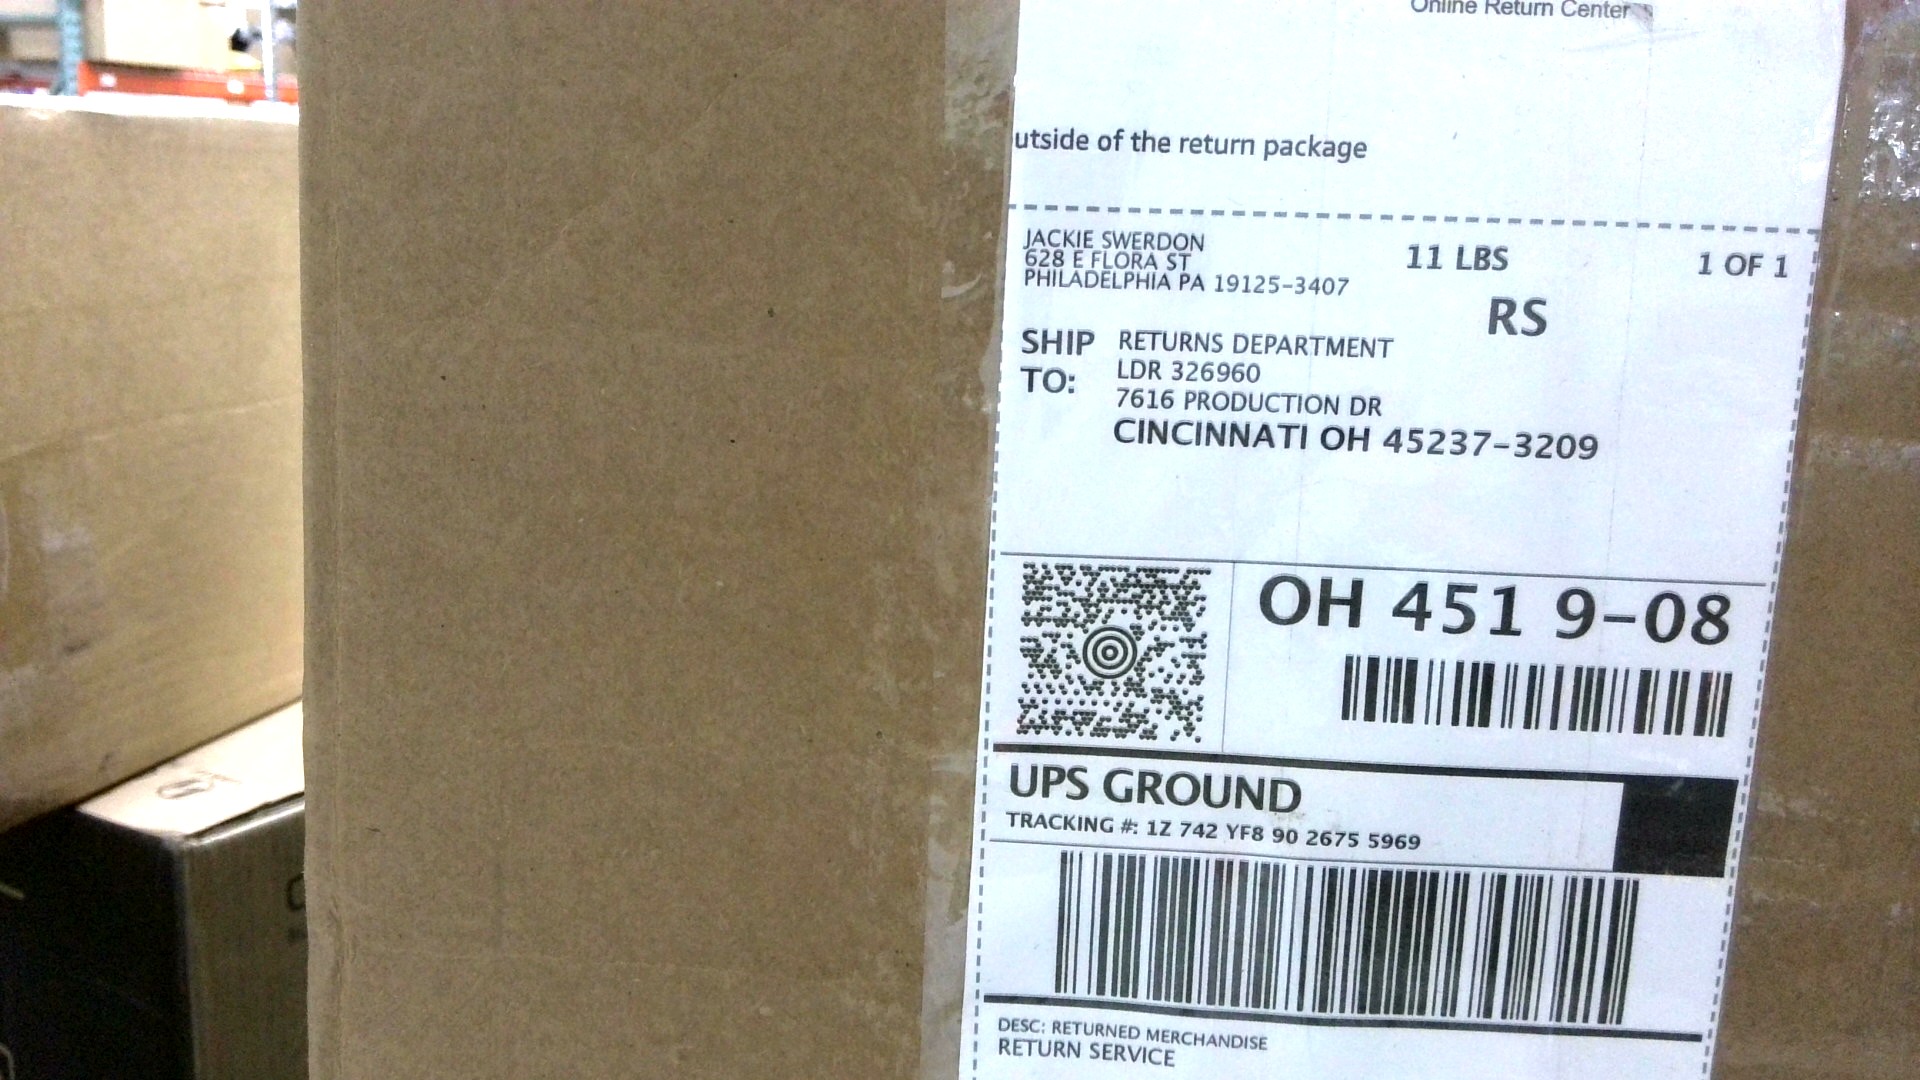 Online Return Center
utside of the return package
JACKIE SWERDON
628 E FLORA ST
PHILADELPHIA PA 19125-3407
11 LBS
1 OF 1
RS
SHIP TO:
RETURNS DEPARTMENT
LDR 326960
7616 PRODUCTION DR
CINCINNATI OH 45237-3209
OH 451 9-08
UPS GROUND
TRACKING #: 1Z 742 YF8 90 2675 5969
DESC: RETURNED MERCHANDISE
RETURN SERVICE